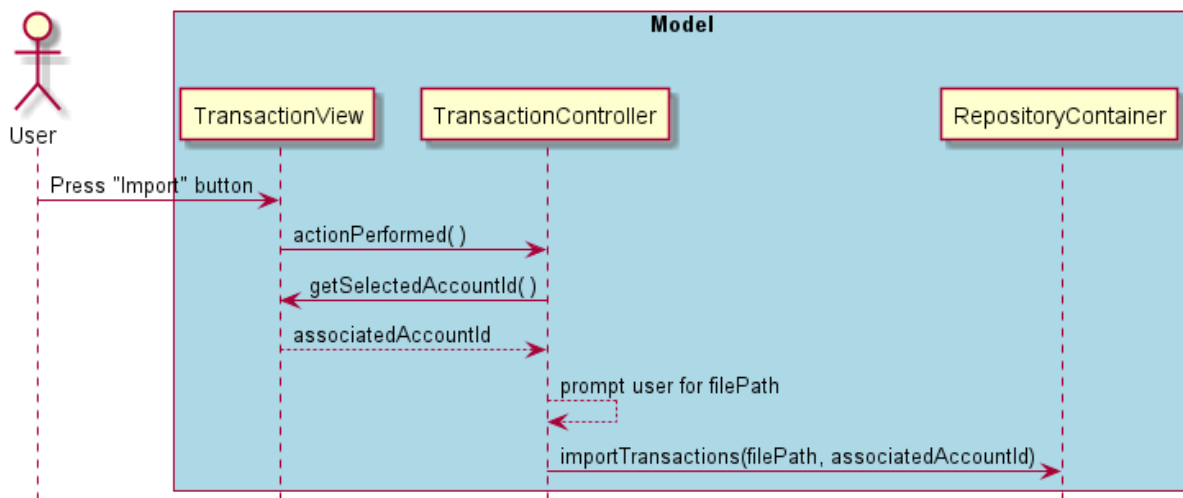 Model
TransactionView
TransactionController
RepositoryContainer
User
Press "Import" button
actionPerformed( )
getSelectedAccountId( )
associatedAccountId
prompt user for filePath
importTransactions(filePath, associatedAccountId)